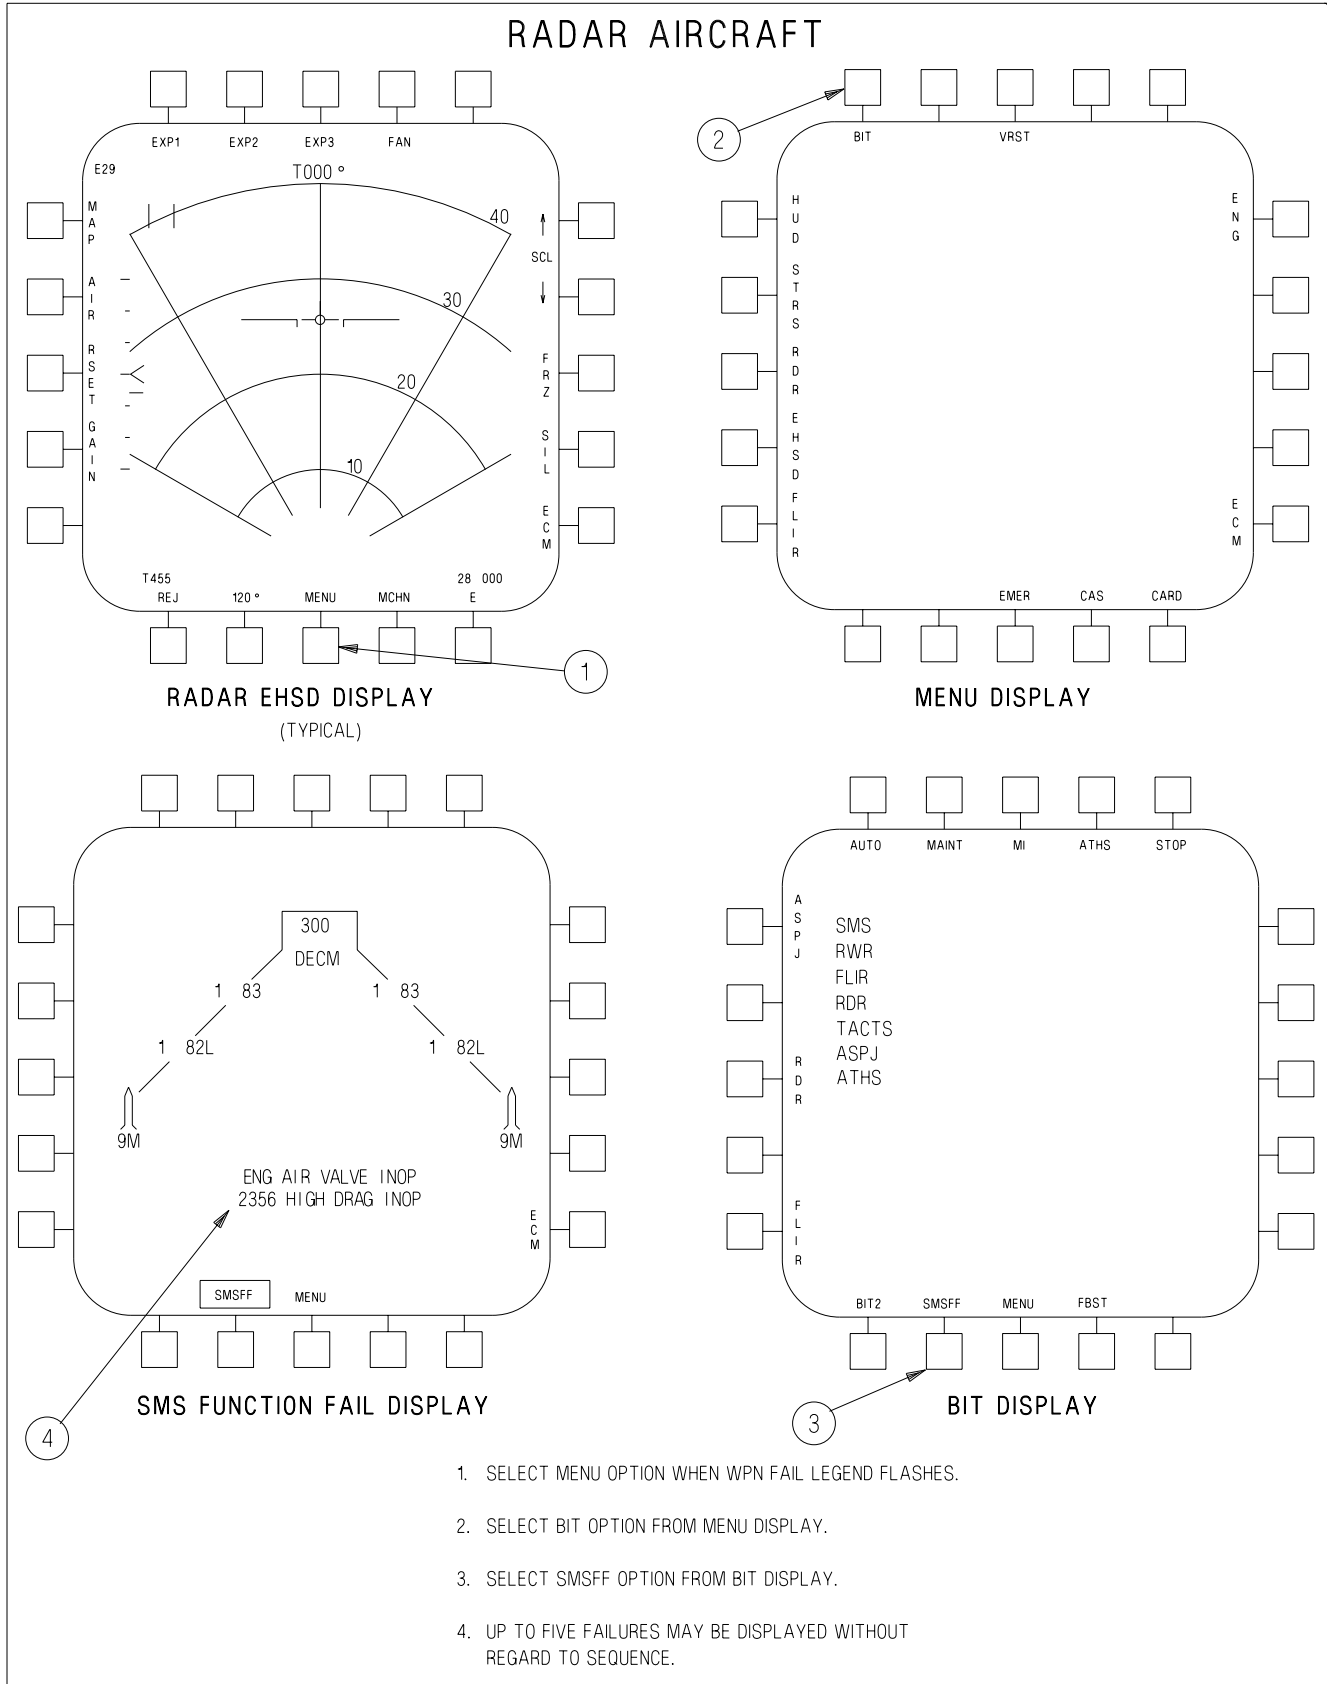 RADAR AIRCRAFT
EXP1 EXP2 EXP3 FAN
E29
T000 °
MAP
AIR
RSET
GAIN
40
30
20
10
↑
SCL
↓
FRZ
SIL
ECM
T455
28 000
REJ 120 ° MENU MCHN E
1
RADAR EHSD DISPLAY
(TYPICAL)
2
BIT VRST
HUD
STRS
RDR
EHSD
FLIR
ENG
ECM
EMER CAS CARD
MENU DISPLAY
300
DECM
1 83 1 83
1 82L 1 82L
9M 9M
ENG AIR VALVE INOP
2356 HIGH DRAG INOP
ECM
SMSFF MENU
SMS FUNCTION FAIL DISPLAY
4
AUTO MAINT MI ATHS STOP
ASPJ
RDR
FLIR
SMS
RWR
FLIR
RDR
TACTS
ASPJ
ATHS
BIT2 SMSFF MENU FBST
3
BIT DISPLAY
1. SELECT MENU OPTION WHEN WPN FAIL LEGEND FLASHES.
2. SELECT BIT OPTION FROM MENU DISPLAY.
3. SELECT SMSFF OPTION FROM BIT DISPLAY.
4. UP TO FIVE FAILURES MAY BE DISPLAYED WITHOUT
REGARD TO SEQUENCE.